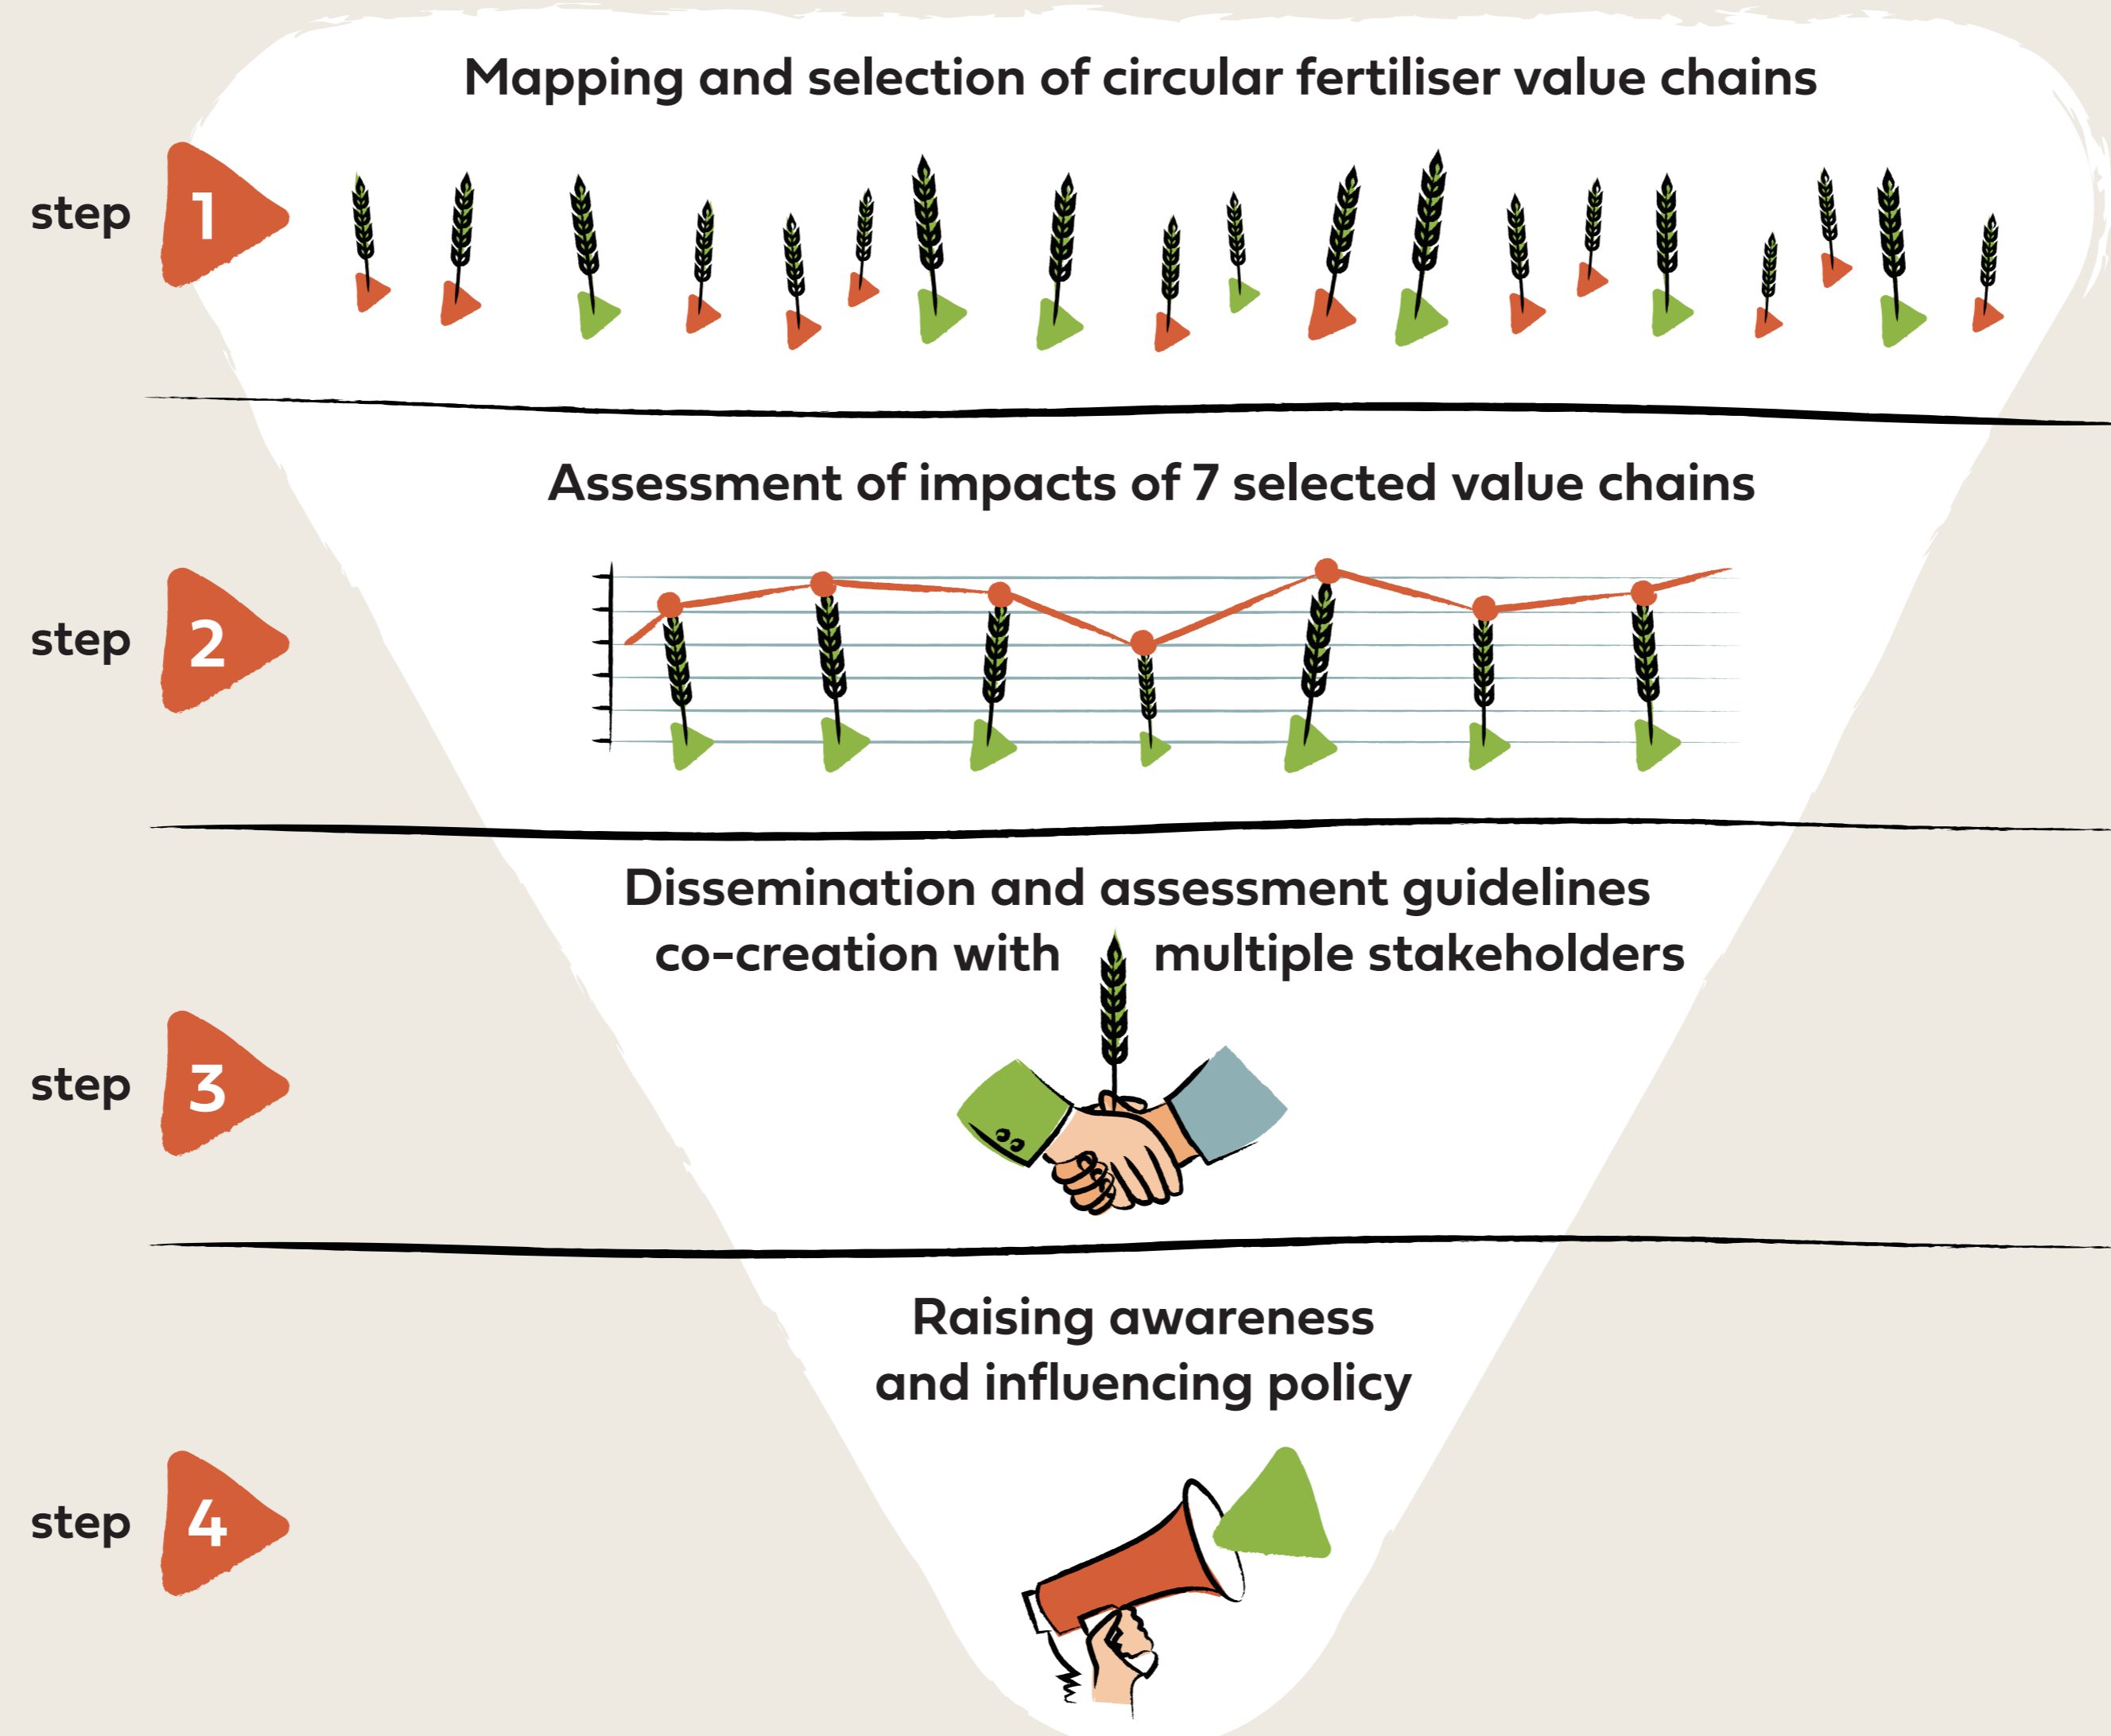 Mapping and selection of circular fertiliser value chains
step 1
Assessment of impacts of 7 selected value chains
step 2
Dissemination and assessment guidelines
co-creation with multiple stakeholders
step 3
Raising awareness
and influencing policy
step 4